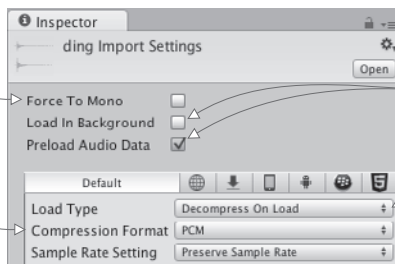 Inspector
ding Import Settings
Open
Force To Mono
Load In Background
Preload Audio Data
Default
Load Type
Decompress On Load
Compression Format
PCM
Sample Rate Setting
Preserve Sample Rate